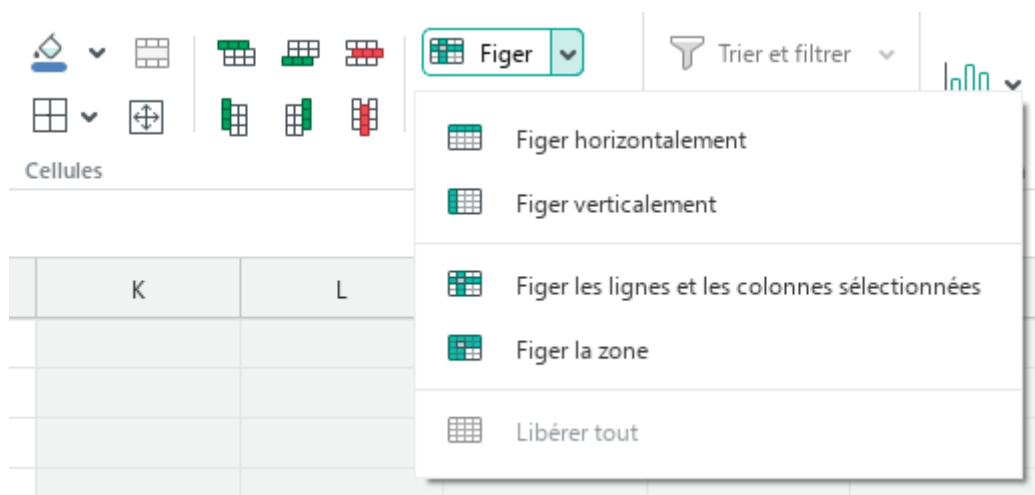 Figer
Trier et filtrer
Figer horizontalement
Figer verticalement
Cellules
K
L
Figer les lignes et les colonnes sélectionnées
Figer la zone
Libérer tout